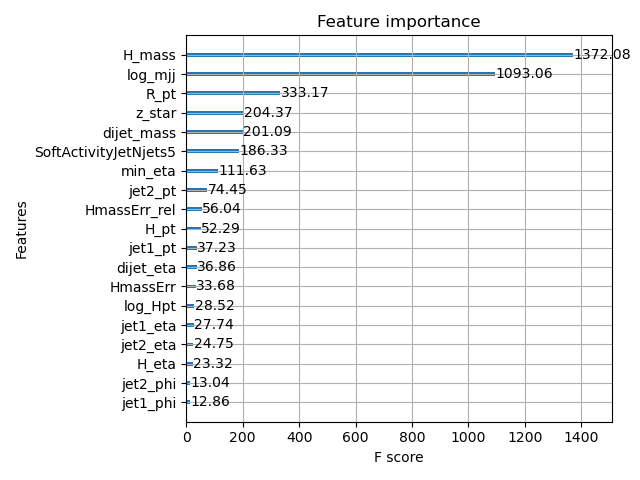 Feature importance
H_mass 1372.08
log_mjj 1093.06
R_pt 333.17
z_star 204.37
dijet_mass 201.09
SoftActivityJetNjets5 186.33
min_eta 111.63
jet2_pt 74.45
HmassErr_rel 56.04
H_pt 52.29
jet1_pt 37.23
dijet_eta 36.86
HmassErr 33.68
log_Hpt 28.52
jet1_eta 27.74
jet2_eta 24.75
H_eta 23.32
jet2_phi 13.04
jet1_phi 12.86
Features
0 200 400 600 800 1000 1200 1400
F score